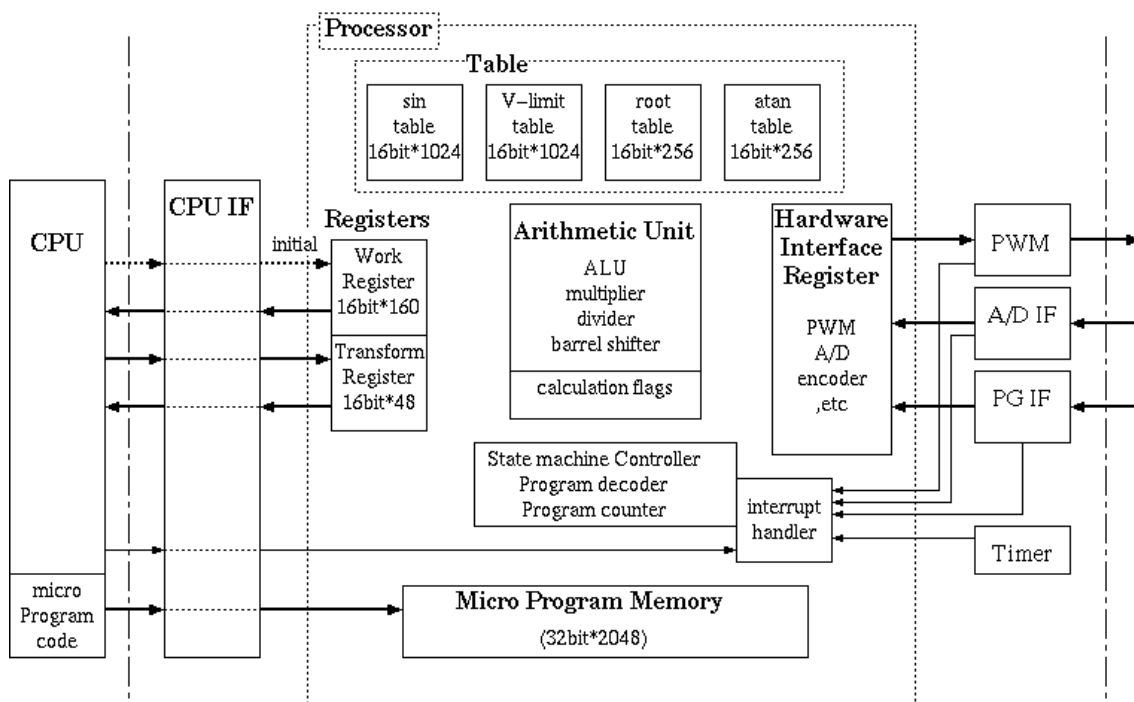 Processor
Table
sin
table
16bit*1024
V-limit
table
16bit*1024
root
table
16bit*256
atan
table
16bit*256
CPU
micro
Program
code
CPU IF
initial
Registers
Work
Register
16bit*160
Transform
Register
16bit*48
Arithmetic Unit
ALU
multiplier
divider
barrel shifter
calculation flags
Hardware
Interface
Register
PWM
A/D
encoder
,etc
PWM
A/D IF
PG IF
State machine Controller
Program decoder
Program counter
interrupt
handler
Timer
Micro Program Memory
(32bit*2048)